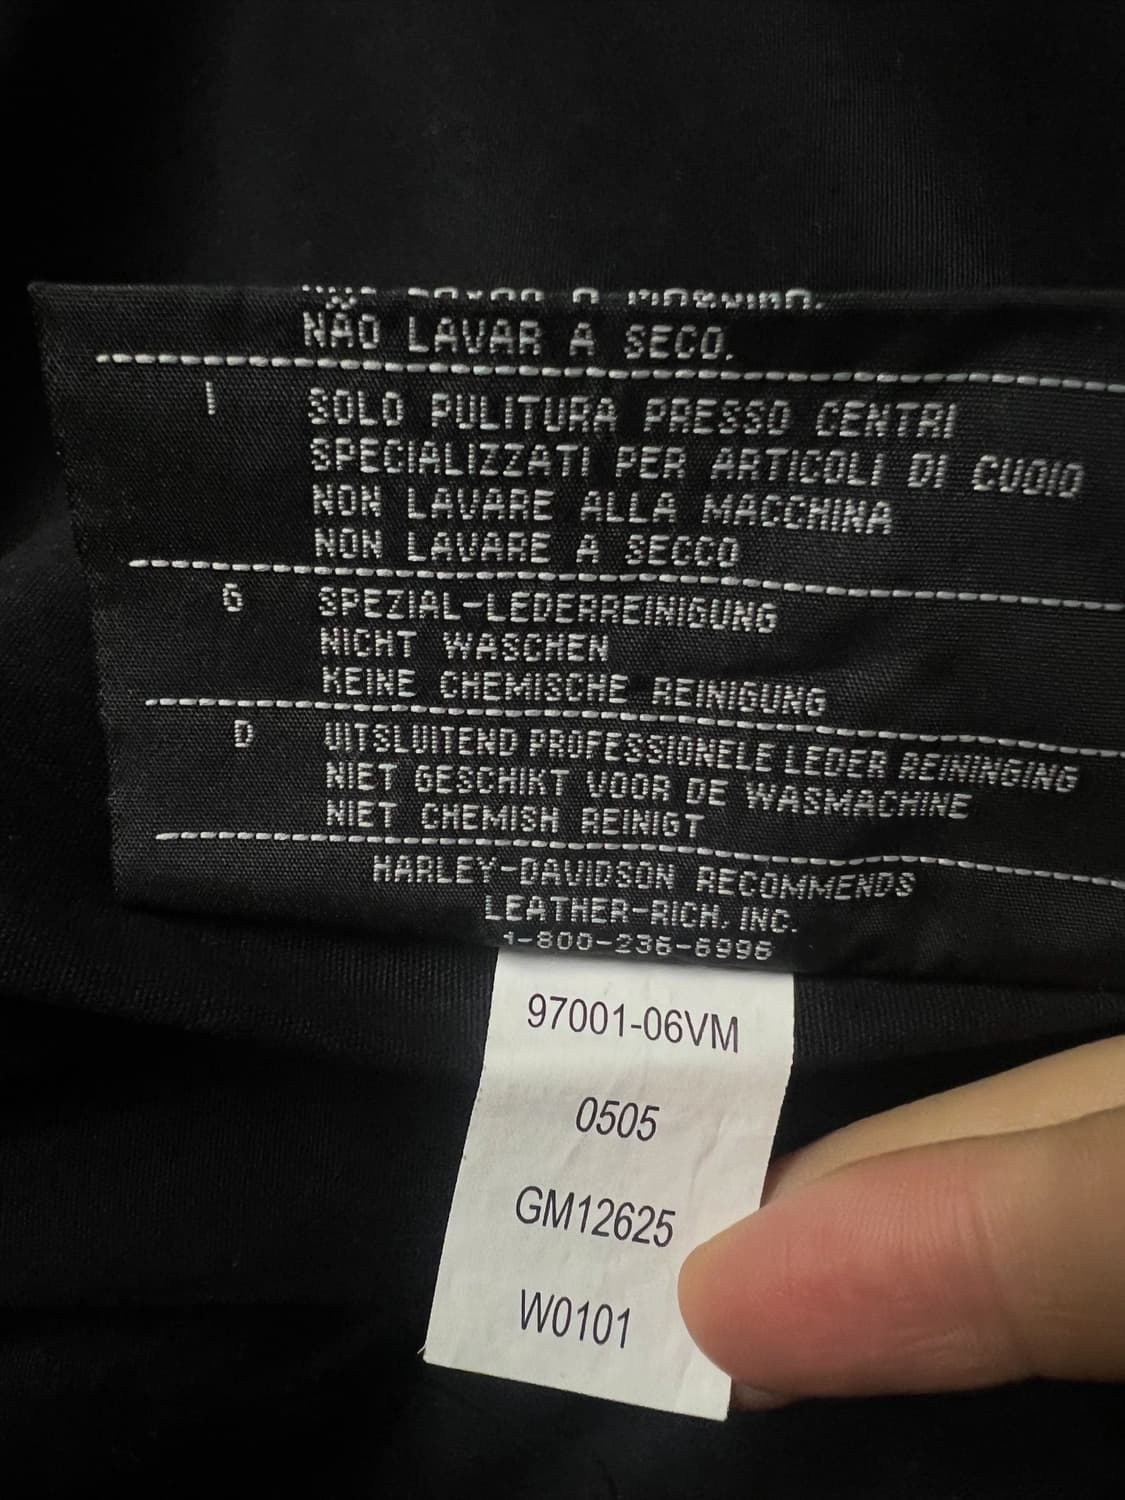 NÃO LAVAR A SECO.
I SOLO PULITURA PRESSO CENTRI
SPECIALIZZATI PER ARTICOLI DI CUOIO
NON LAVARE ALLA MACCHINA
NON LAVARE A SECCO
G SPEZIAL-LEDERREINIGUNG
NICHT WASCHEN
KEINE CHEMISCHE REINIGUNG
D UITSLUITEND PROFESSIONELE LEDER REININGING
NIET GESCHIKT VOOR DE WASMACHINE
NIET CHEMISH REINIGT
HARLEY-DAVIDSON RECOMMENDS
LEATHER-RICH, INC.
1-800-236-6996
97001-06VM
0505
GM12625
W0101